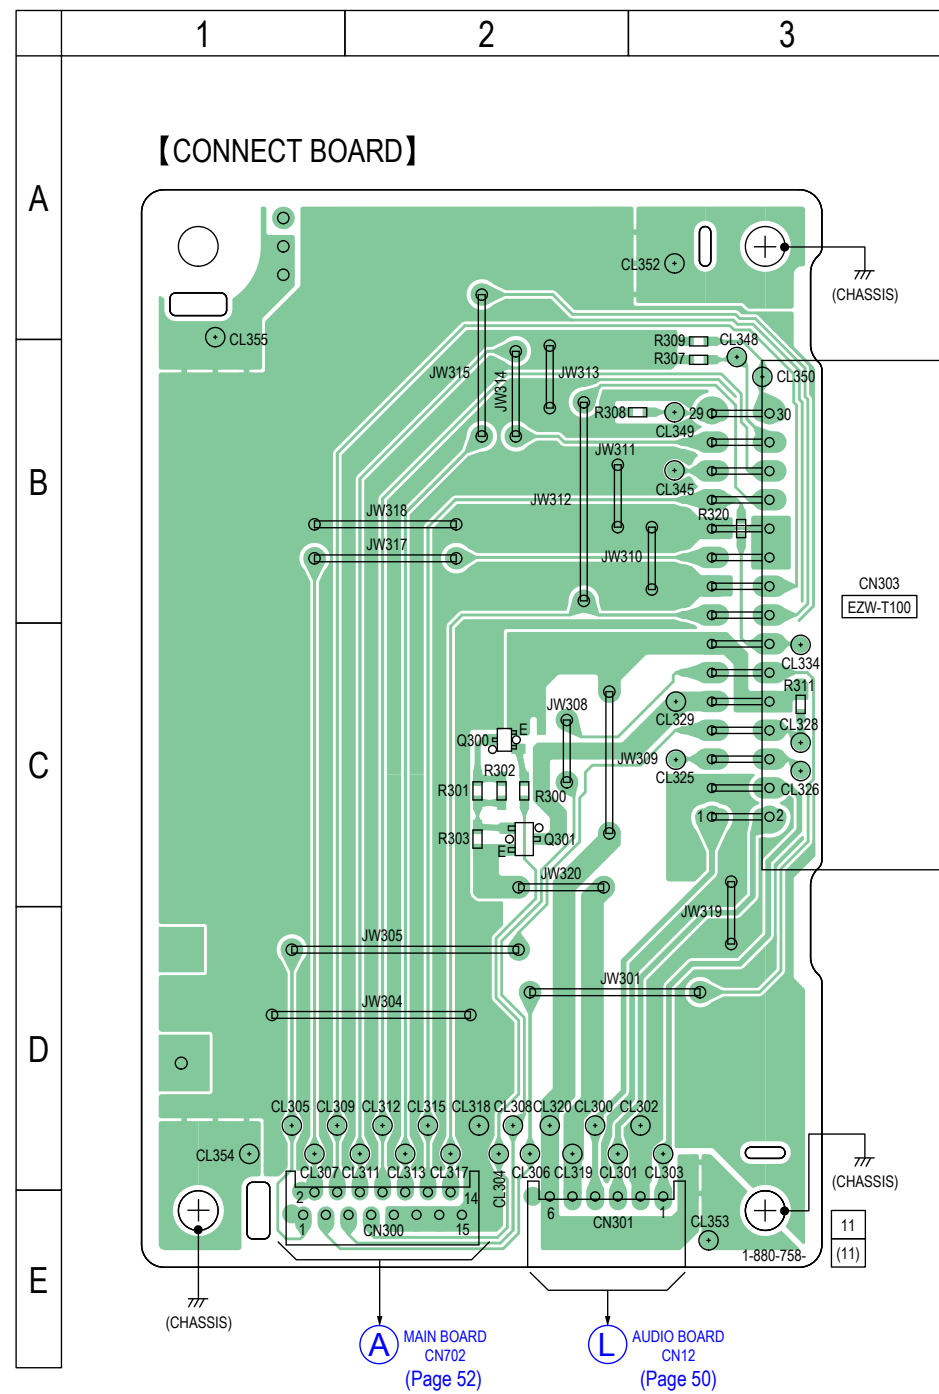 1 2 3
A
【CONNECT BOARD】
CL352
(CHASSIS)
CL355
R309 CL348
R307
JW315 JW314 JW313
CL350
R308 29 30
CL349
B
JW311
CL345
JW312
JW318
R320
JW317
JW310
CN303
EZW-T100
CL334
R311
JW308
CL329
CL328
Q300 E
C
JW309
R302
CL325
R301 R300
CL326
1 2
R303 Q301
E
JW320
JW319
JW305
JW301
JW304
D
CL305 CL309 CL312 CL315 CL318 CL308 CL320 CL300 CL302
CL354
CL307 CL311 CL313 CL317 CL304 CL306 CL319 CL301 CL303
(CHASSIS)
2 14
1 CN300 15
6 CN301 1
CL353
11
1-880-758-
(11)
E
(CHASSIS)
A MAIN BOARD
CN702
(Page 52)
L AUDIO BOARD
CN12
(Page 50)